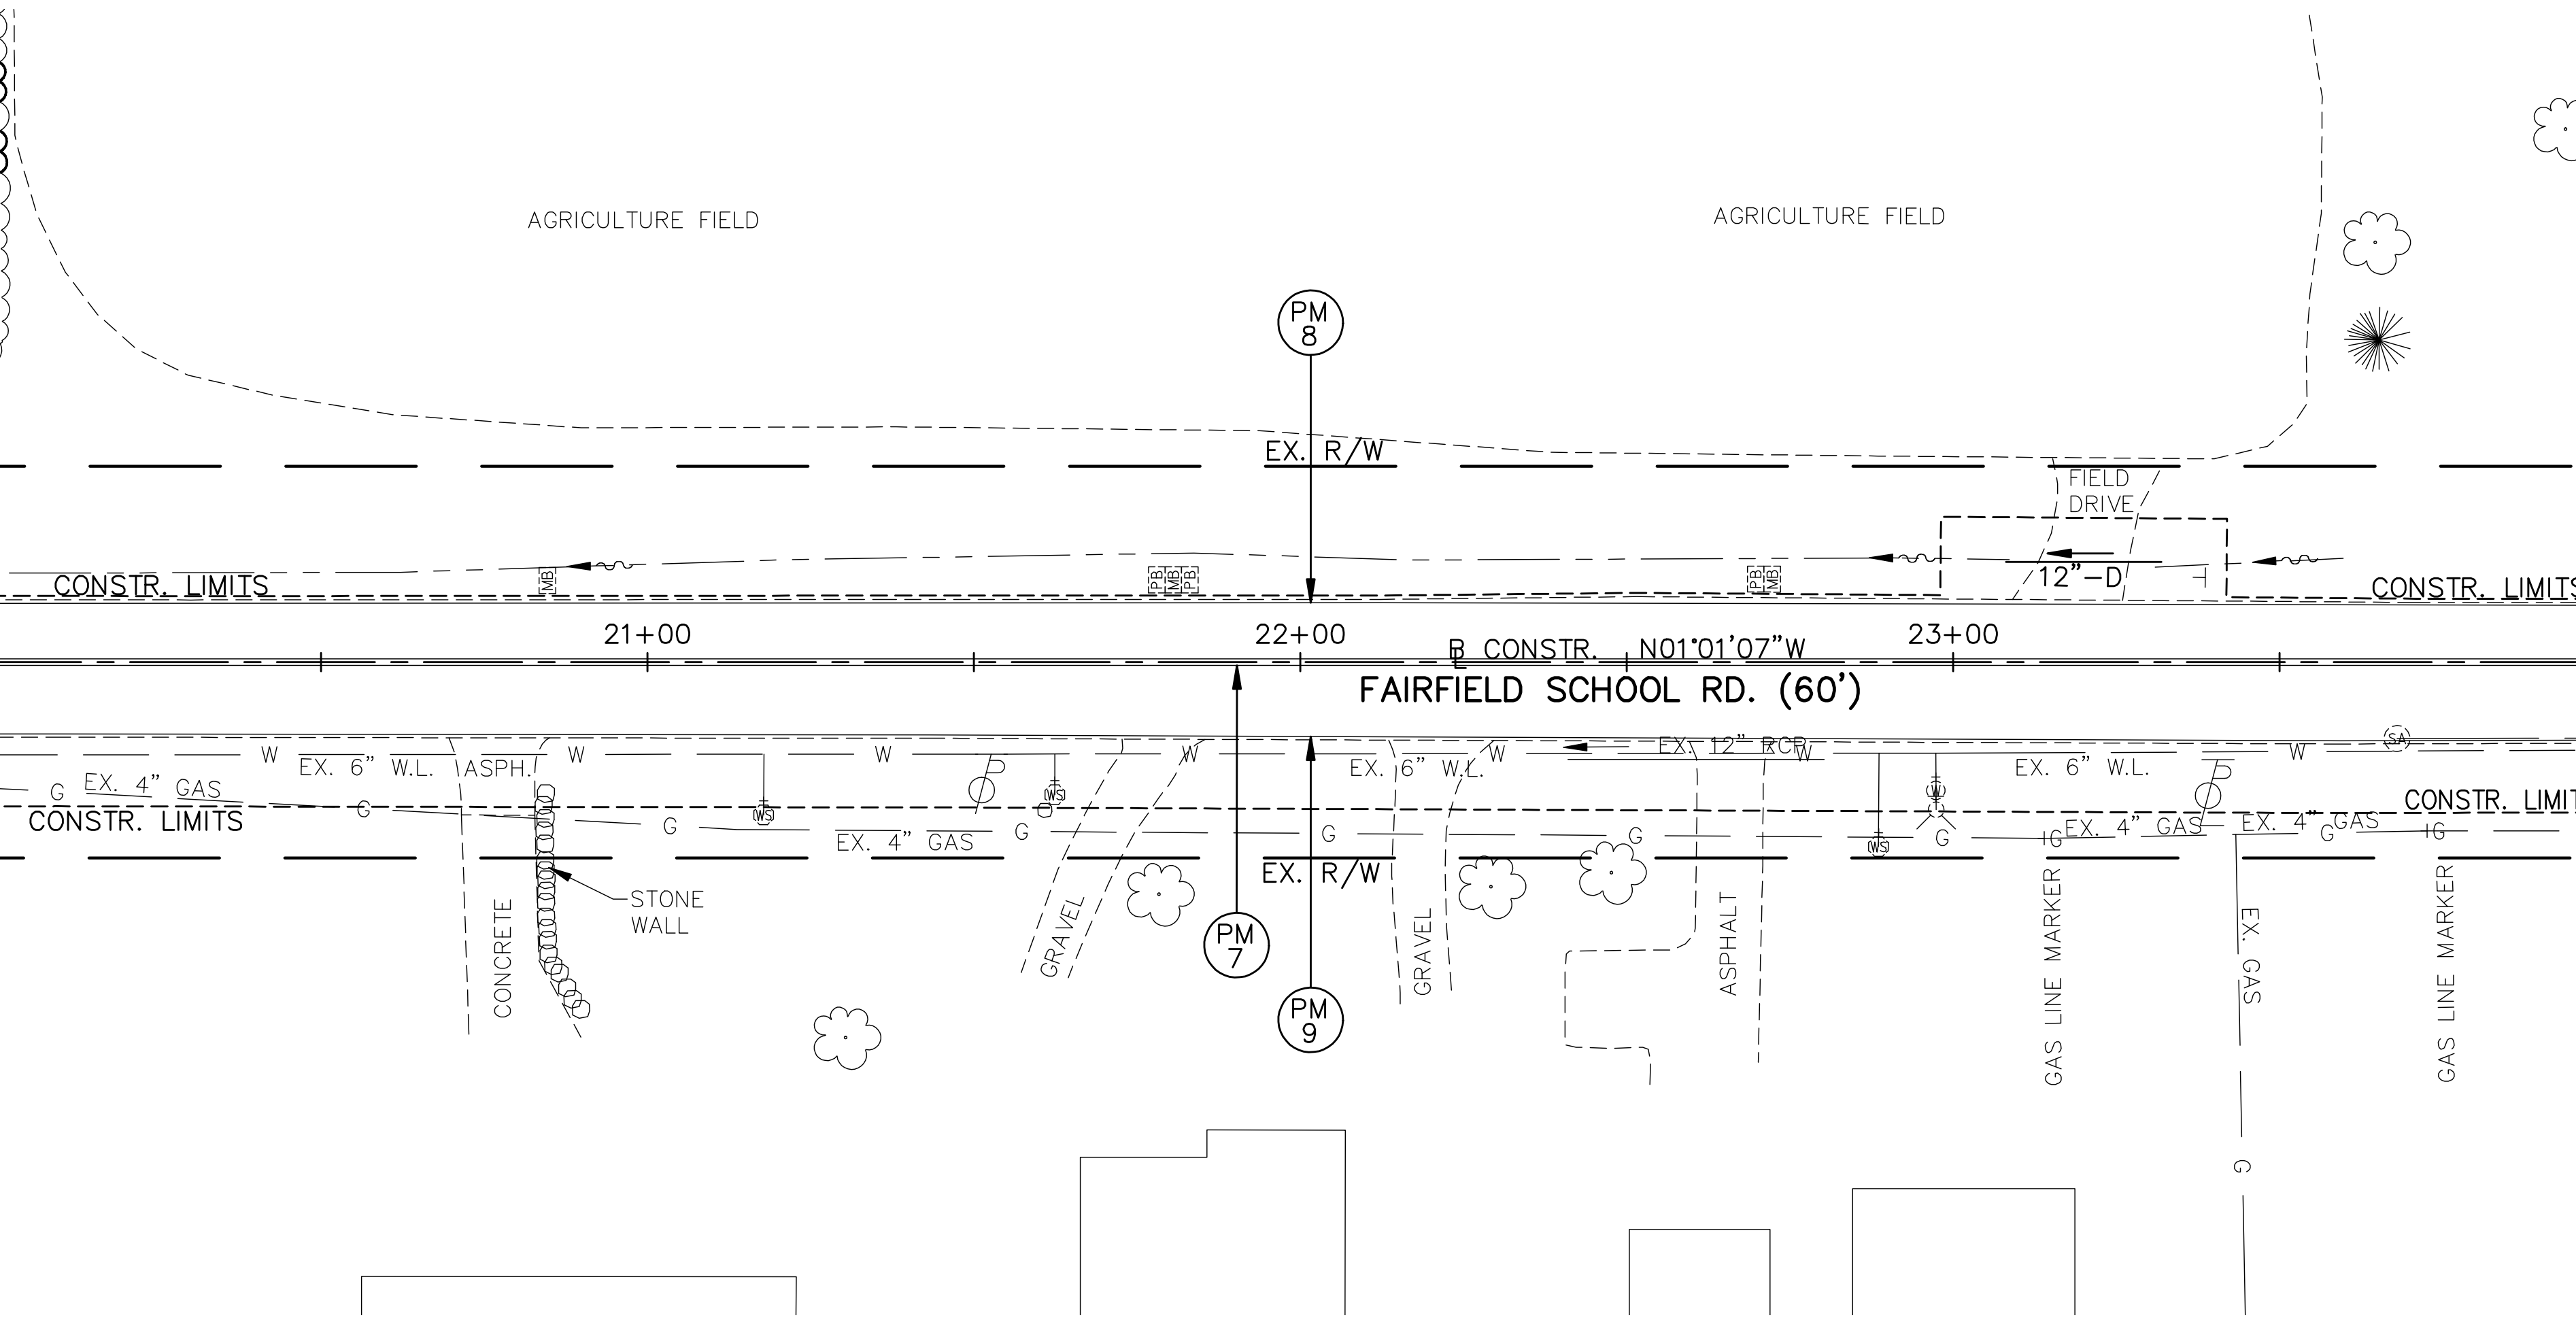 AGRICULTURE FIELD
AGRICULTURE FIELD
PM
8
EX. R/W
FIELD
DRIVE
CONSTR. LIMITS
MB
PB
MB
PB
PB
MB
12"-D
CONSTR. LIMITS
21+00
22+00
23+00
B CONSTR. N01°01'07"W
L
FAIRFIELD SCHOOL RD. (60')
SA
W
W
W
W
W
W
W
EX. 12" RCP
EX. 6" W.L.
ASPH.
EX. 6" W.L.
EX. 6" W.L.
G
EX. 4" GAS
G
WS
WS
W
CONSTR. LIMIT
CONSTR. LIMITS
G
EX. 4" GAS
G
G
G
WS
G
G
EX. 4" GAS
EX. 4" GAS
G
G
EX. R/W
STONE
WALL
CONCRETE
GRAVEL
PM
7
GRAVEL
ASPHALT
GAS LINE MARKER
EX. GAS
GAS LINE MARKER
PM
9
G